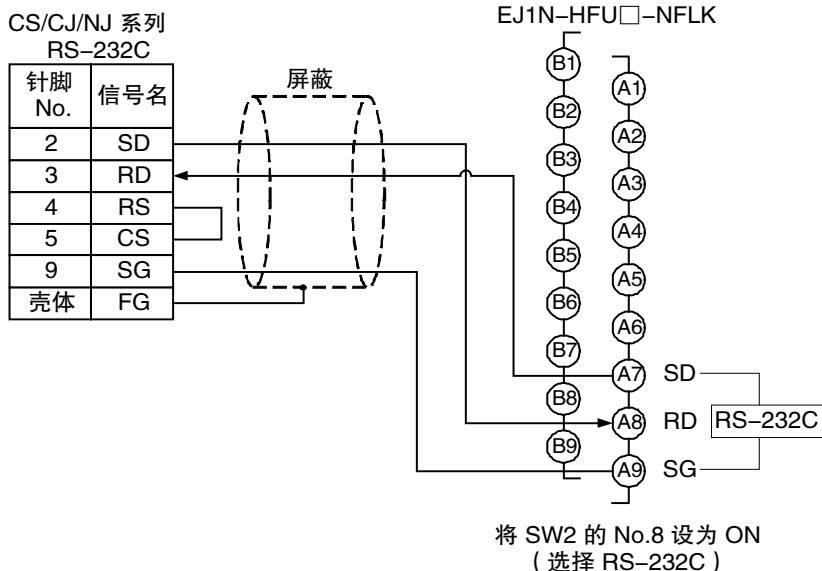 CS/CJ/NJ 系列
RS-232C
针脚 No. 信号名
2 SD
3 RD
4 RS
5 CS
9 SG
壳体 FG
屏蔽
EJ1N-HFU□-NFLK
B1
B2
B3
B4
B5
B6
B7
B8
B9
A1
A2
A3
A4
A5
A6
A7 SD
A8 RD
A9 SG
RS-232C
将 SW2 的 No.8 设为 ON
( 选择 RS-232C )